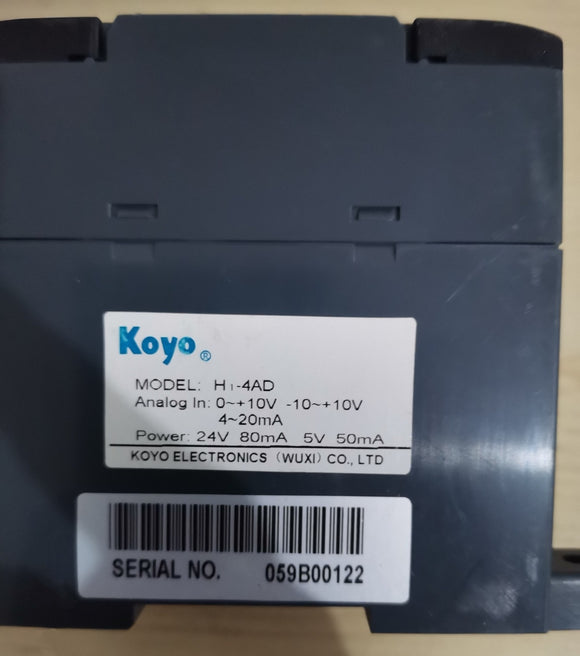 Koyo®
MODEL: H₁-4AD
Analog In: 0~+10V -10~+10V
4~20mA
Power: 24V 80mA 5V 50mA
KOYO ELECTRONICS (WUXI) CO., LTD
SERIAL NO. 059B00122